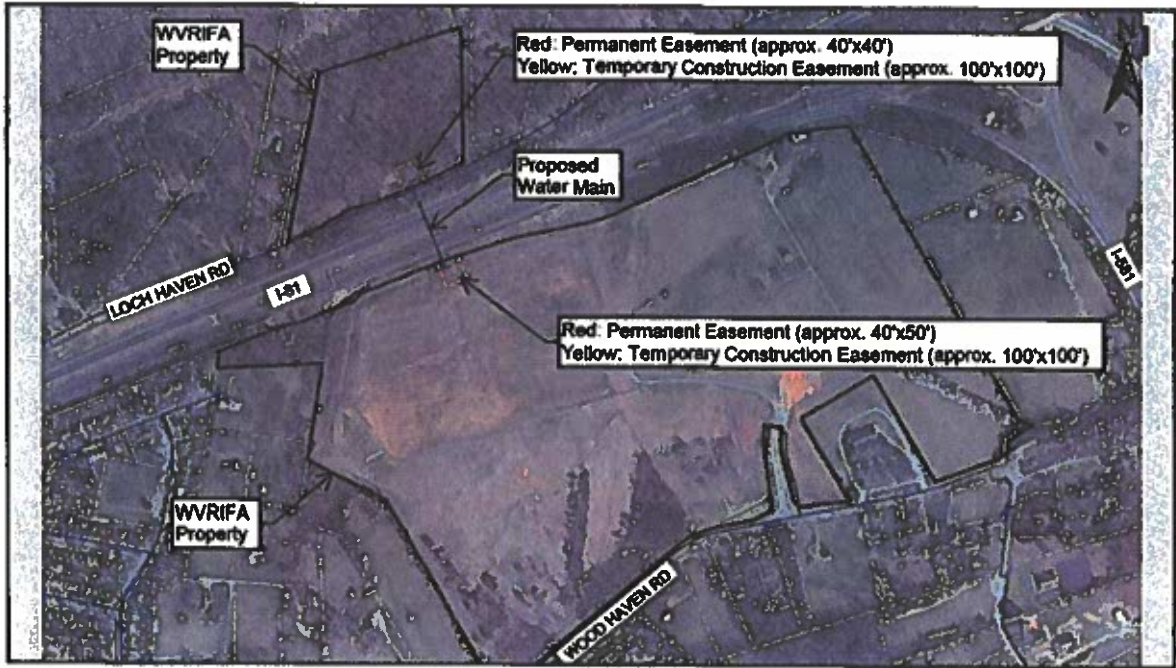 WVRIFA
Property
Red: Permanent Easement (approx. 40'x40')
Yellow: Temporary Construction Easement (approx. 100'x100')
Proposed
Water Main
LOCH HAVEN RD
I-81
I-581
Red: Permanent Easement (approx. 40'x50')
Yellow: Temporary Construction Easement (approx. 100'x100')
WVRIFA
Property
WOOD HAVEN RD